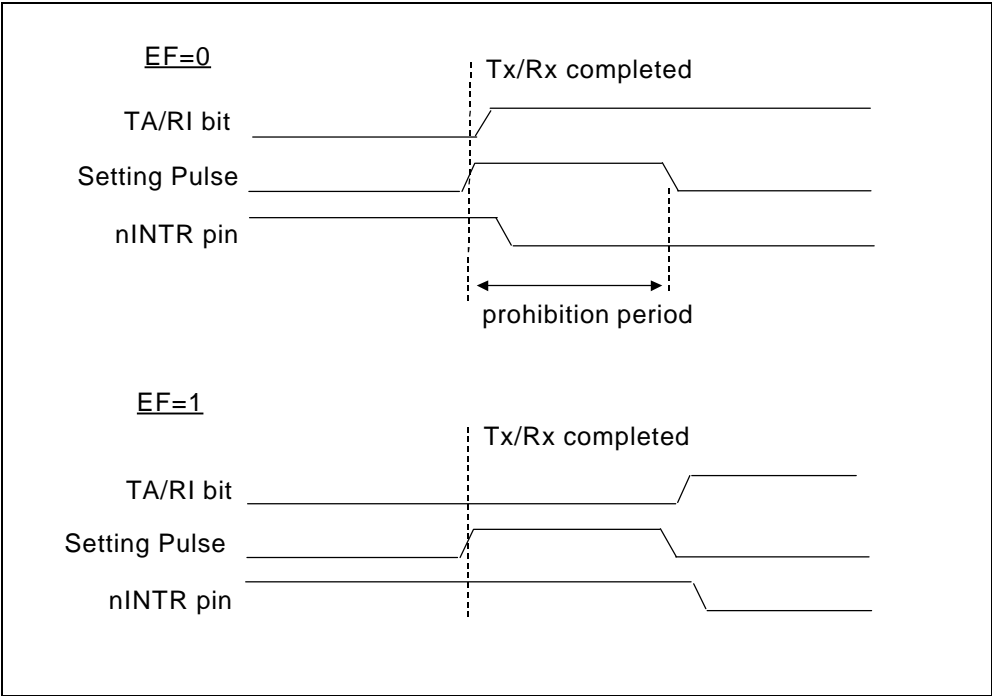 EF=0
Tx/Rx completed
TA/RI bit
Setting Pulse
nINTR pin
prohibition period
EF=1
Tx/Rx completed
TA/RI bit
Setting Pulse
nINTR pin